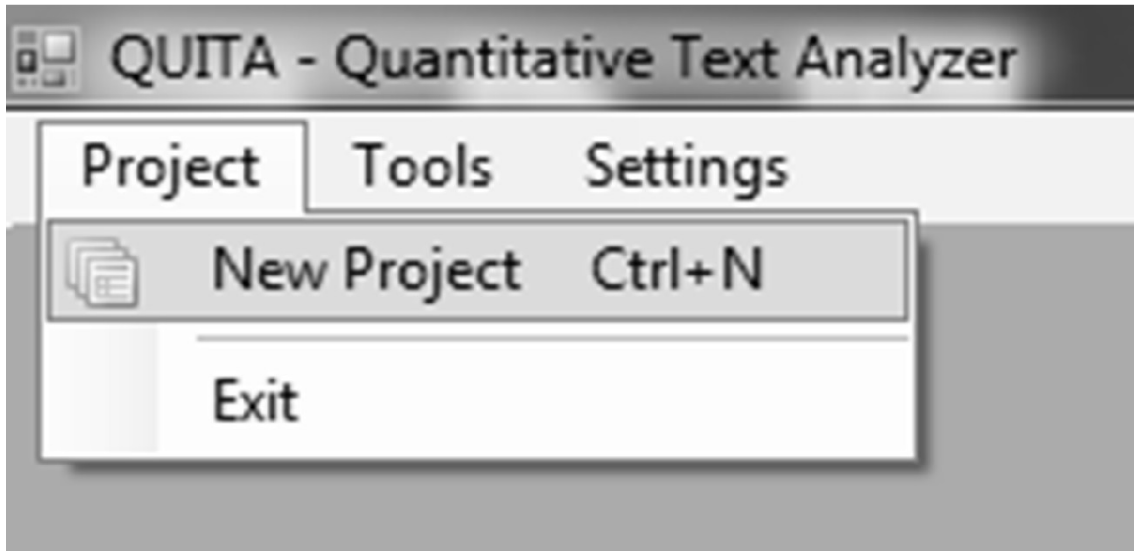 QUITA - Quantitative Text Analyzer
Project Tools Settings
New Project Ctrl+N
Exit